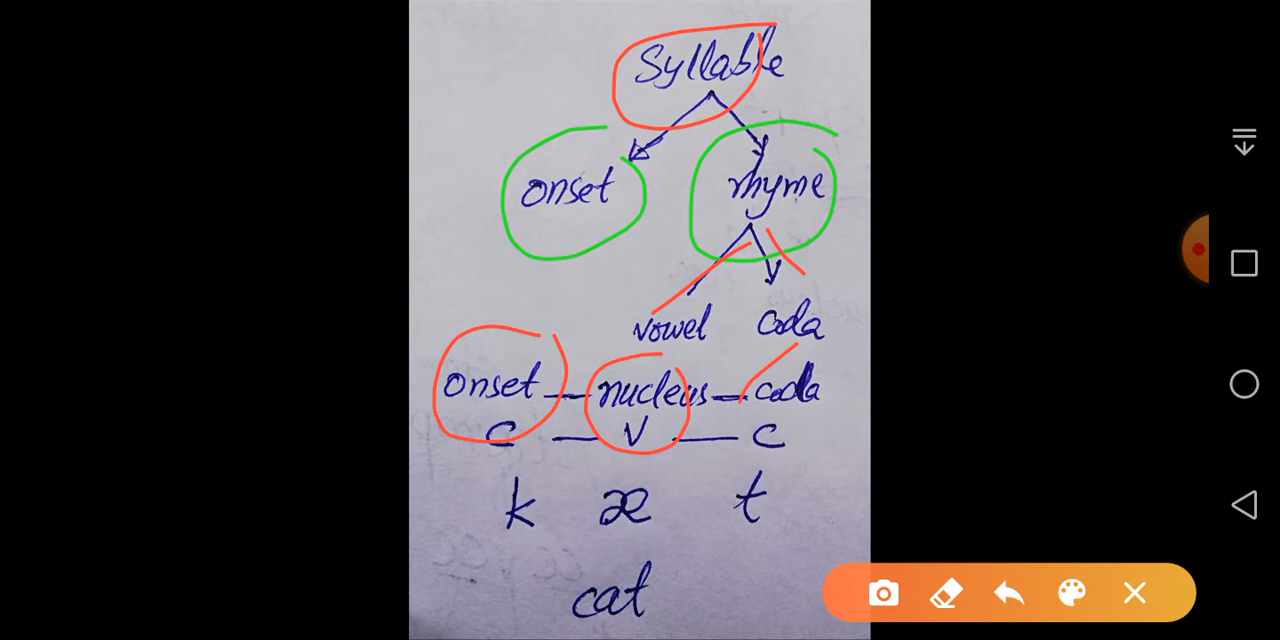 Syllable
onset rhyme
vowel coda
onset — nucleus — coda
C — V — C
k æ t
cat